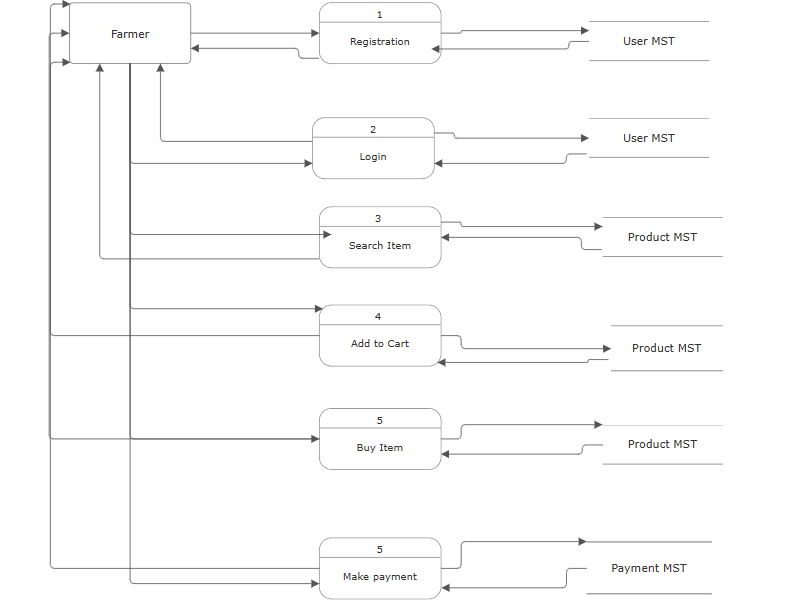 Farmer
1
Registration
User MST
2
Login
User MST
3
Search Item
Product MST
4
Add to Cart
Product MST
5
Buy Item
Product MST
5
Make payment
Payment MST